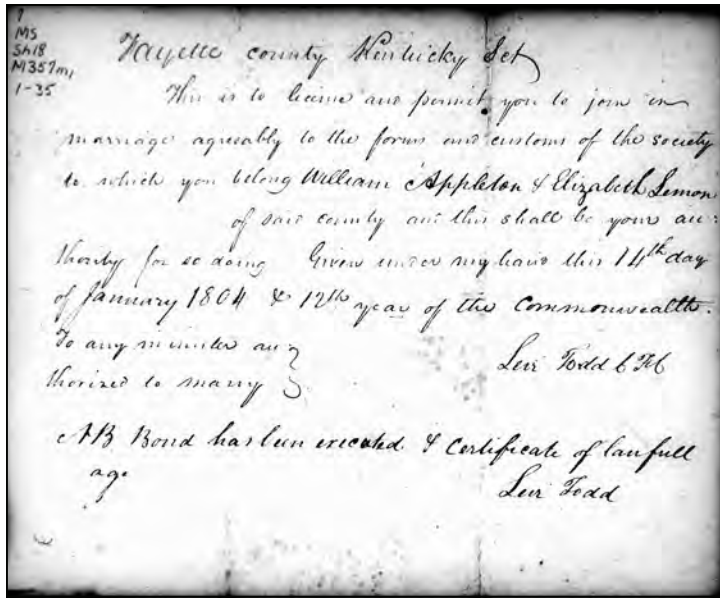 9
MS
Sh18
M357m,
1-35
Fayette county Kentucky Sct
This is to license and permit you to join in
marriage agreeably to the forms and customs of the society
to which you belong William Appleton & Elizabeth Lemon
of said county and this shall be your au:
thority for so doing Given under my hand this 14th day
of January 1804 & 12th year of the Commonwealth.
To any minister au
thorized to marry
Levi Todd C FC
NB Bond has been executed & Certificate of lawfull
age
Levi Todd